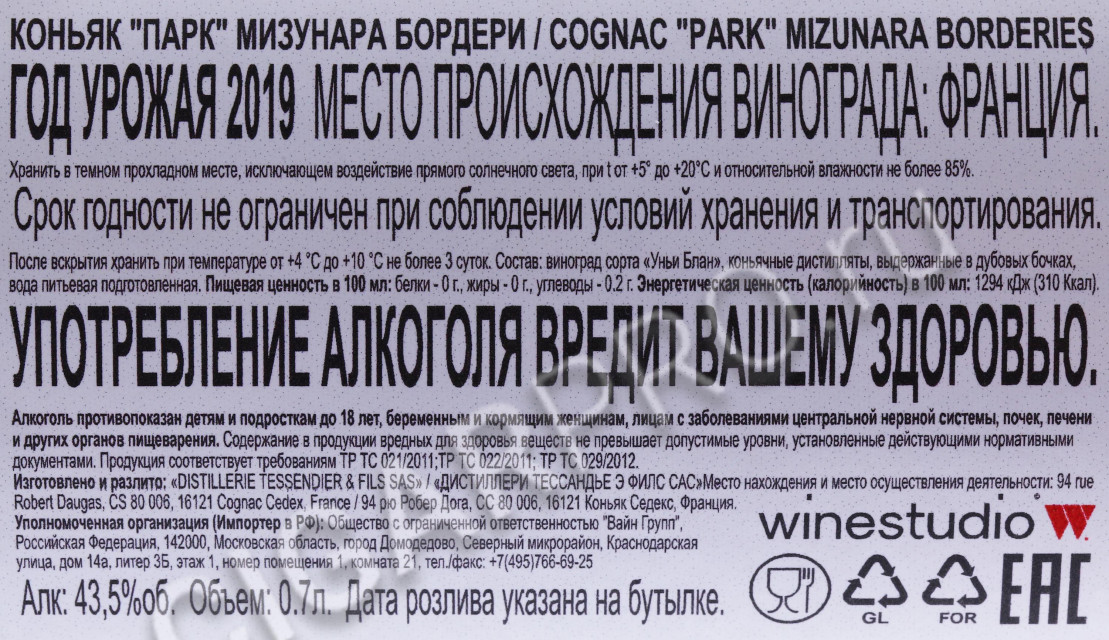 КОНЬЯК "ПАРК" МИЗУНАРА БОРДЕРИ / COGNAC "PARK" MIZUNARA BORDERIES
ГОД УРОЖАЯ 2019 МЕСТО ПРОИСХОЖДЕНИЯ ВИНОГРАДА: ФРАНЦИЯ.
Хранить в темном прохладном месте, исключающем воздействие прямого солнечного света, при t от +5° до +20°С и относительной влажности не более 85%.
Срок годности не ограничен при соблюдении условий хранения и транспортирования.
После вскрытия хранить при температуре от +4 °С до +10 °С не более 3 суток. Состав: виноград сорта «Уньи Блан», коньячные дистилляты, выдержанные в дубовых бочках,
вода питьевая подготовленная. Пищевая ценность в 100 мл: белки - 0 г., жиры - 0 г., углеводы - 0.2 г. Энергетическая ценность (калорийность) в 100 мл: 1294 кДж (310 Ккал).
УПОТРЕБЛЕНИЕ АЛКОГОЛЯ ВРЕДИТ ВАШЕМУ ЗДОРОВЬЮ.
Алкоголь противопоказан детям и подросткам до 18 лет, беременным и кормящим женщинам, лицам с заболеваниями центральной нервной системы, почек, печени
и других органов пищеварения. Содержание в продукции вредных для здоровья веществ не превышает допустимые уровни, установленные действующими нормативными
документами. Продукция соответствует требованиям ТР ТС 021/2011;ТР ТС 022/2011; ТР ТС 029/2012.
Изготовлено и разлито: «DISTILLERIE TESSENDIER & FILS SAS» / «ДИСТИЛЛЕРИ ТЕССАНДЬЕ Э ФИЛС САС»Место нахождения и место осуществления деятельности: 94 rue
Robert Daugas, CS 80 006, 16121 Cognac Cedex, France / 94 рю Робер Дога, СС 80 006, 16121 Коньяк Седекс, Франция.
Уполномоченная организация (Импортер в РФ): Общество с ограниченной ответственностью "Вайн Групп",
Российская Федерация, 142000, Московская область, город Домодедово, Северный микрорайон, Краснодарская
улица, дом 14а, литер 3Б, этаж 1, номер помещения 1, комната 21, тел./факс: +7(495)766-69-25
winestudio W
Алк: 43,5%об. Объем: 0.7л. Дата розлива указана на бутылке.
GL FOR EAC
CIGARPRO.ru